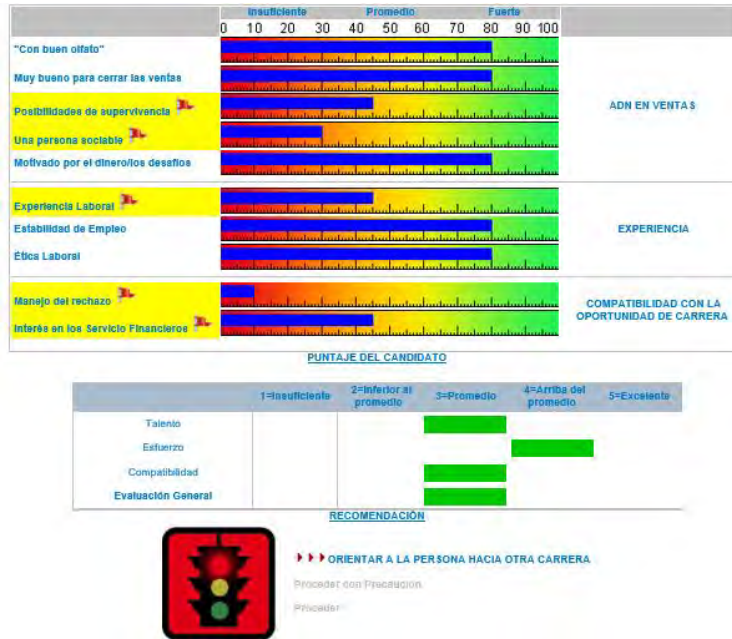 Insuficiente Promedio Fuerte
0 10 20 30 40 50 60 70 80 90 100
"Con buen olfato"
Muy bueno para cerrar las ventas
Posibilidades de supervivencia
Una persona sociable
Motivado por el dinero/los desafíos
ADN EN VENTAS
Experiencia Laboral
Estabilidad de Empleo
Ética Laboral
EXPERIENCIA
Manejo del rechazo
Interés en los Servicio Financieros
COMPATIBILIDAD CON LA
OPORTUNIDAD DE CARRERA
PUNTAJE DEL CANDIDATO
1=Insuficiente 2=Inferior al promedio 3=Promedio 4=Arriba del promedio 5=Excelente
Talento
Esfuerzo
Compatibilidad
Evaluación General
RECOMENDACIÓN
ORIENTAR A LA PERSONA HACIA OTRA CARRERA
Proceder con Precaución
Proceder